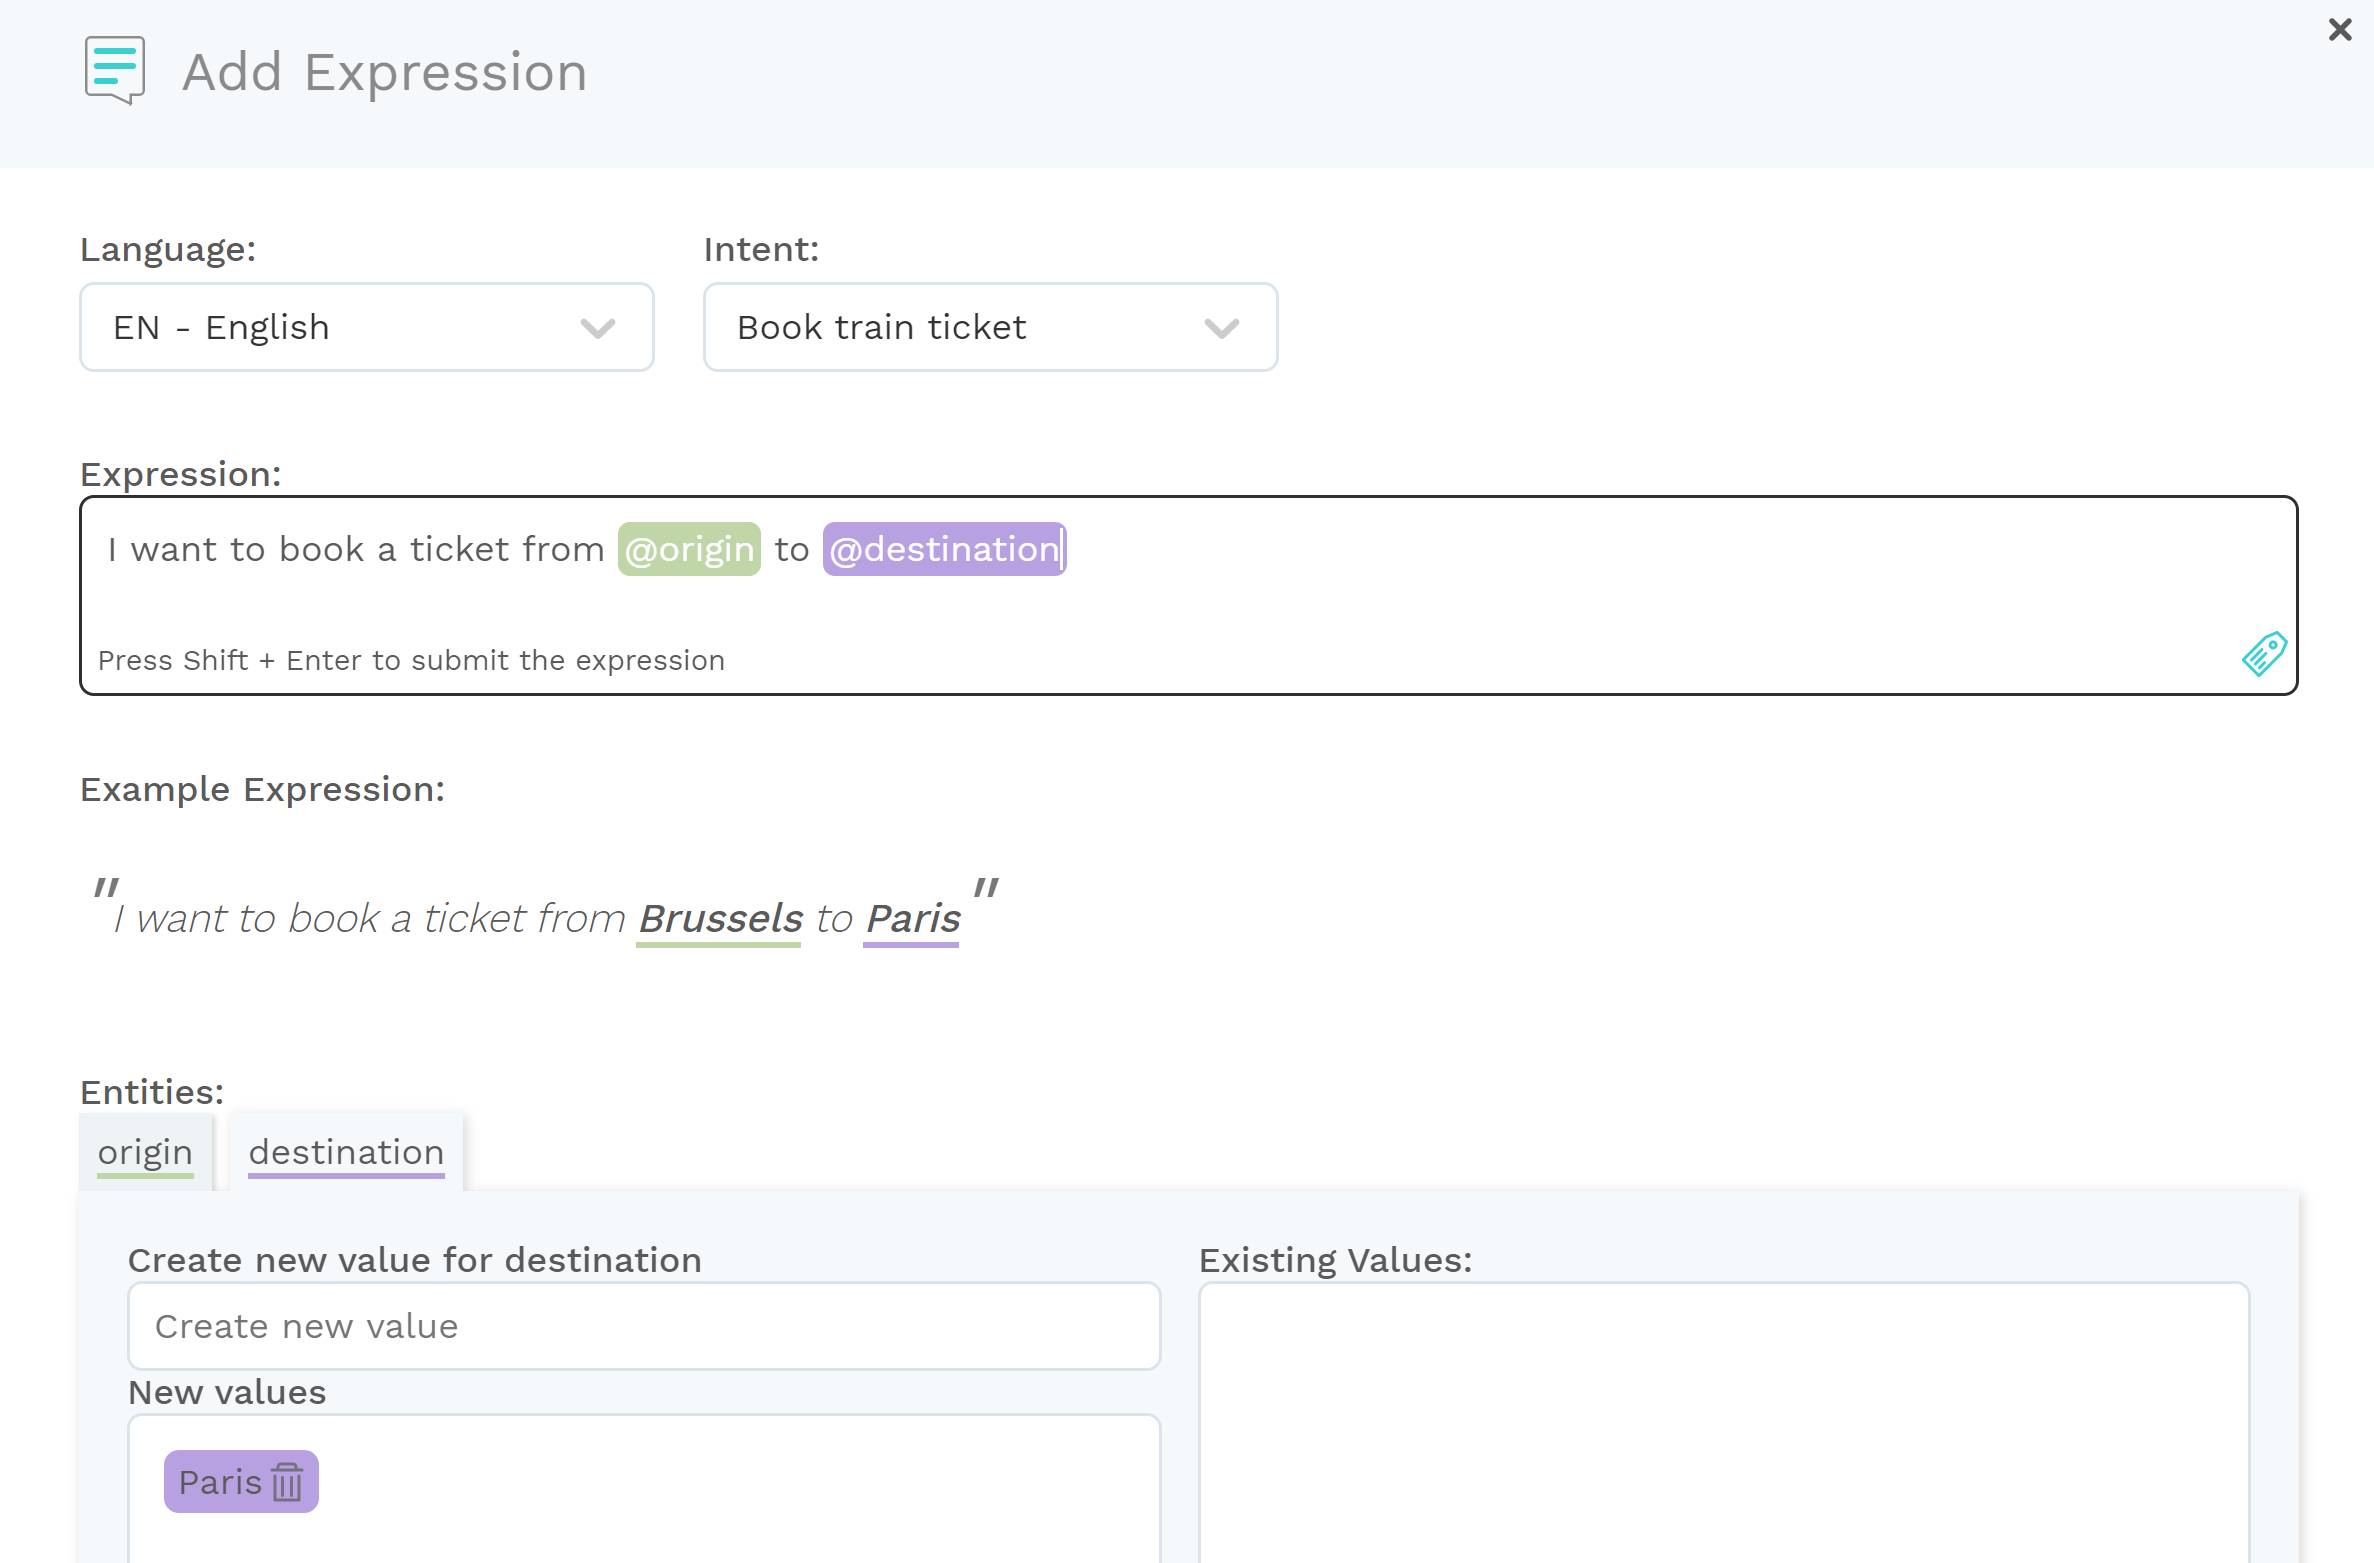 Add Expression
Language:
Intent:
EN - English
Book train ticket
Expression:
I want to book a ticket from @origin to @destination
Press Shift + Enter to submit the expression
Example Expression:
"I want to book a ticket from Brussels to Paris"
Entities:
origin
destination
Create new value for destination
Existing Values:
Create new value
New values
Paris